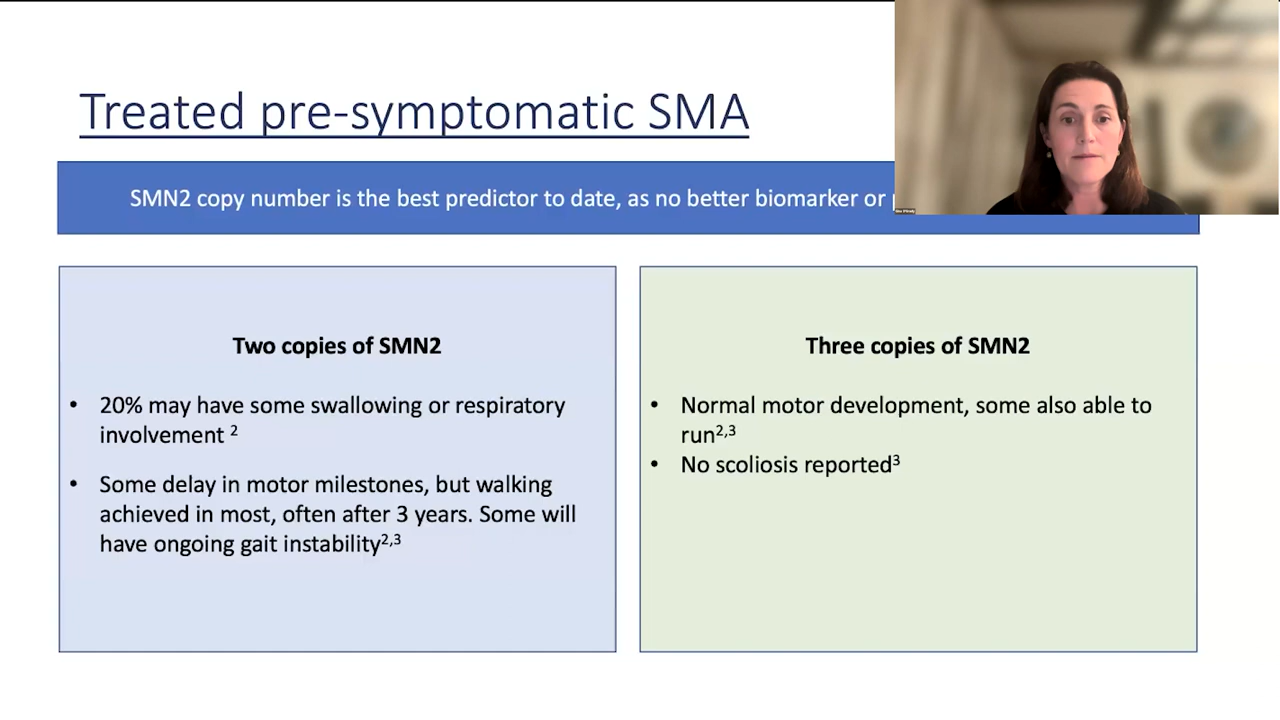 Treated pre-symptomatic SMA
SMN2 copy number is the best predictor to date, as no better biomarker or
Two copies of SMN2
• 20% may have some swallowing or respiratory
involvement ²
• Some delay in motor milestones, but walking
achieved in most, often after 3 years. Some will
have ongoing gait instability²,³
Three copies of SMN2
• Normal motor development, some also able to
run²,³
• No scoliosis reported³